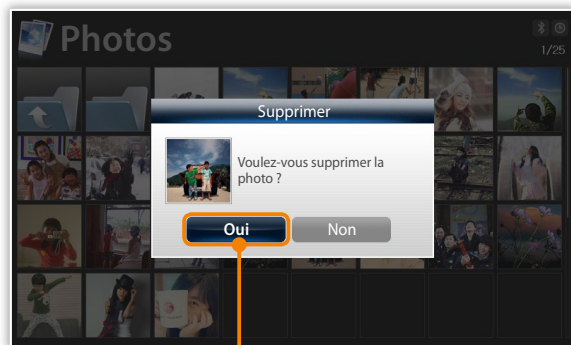 Photos
1/25
Supprimer
Voulez-vous supprimer la
photo ?
Oui
Non